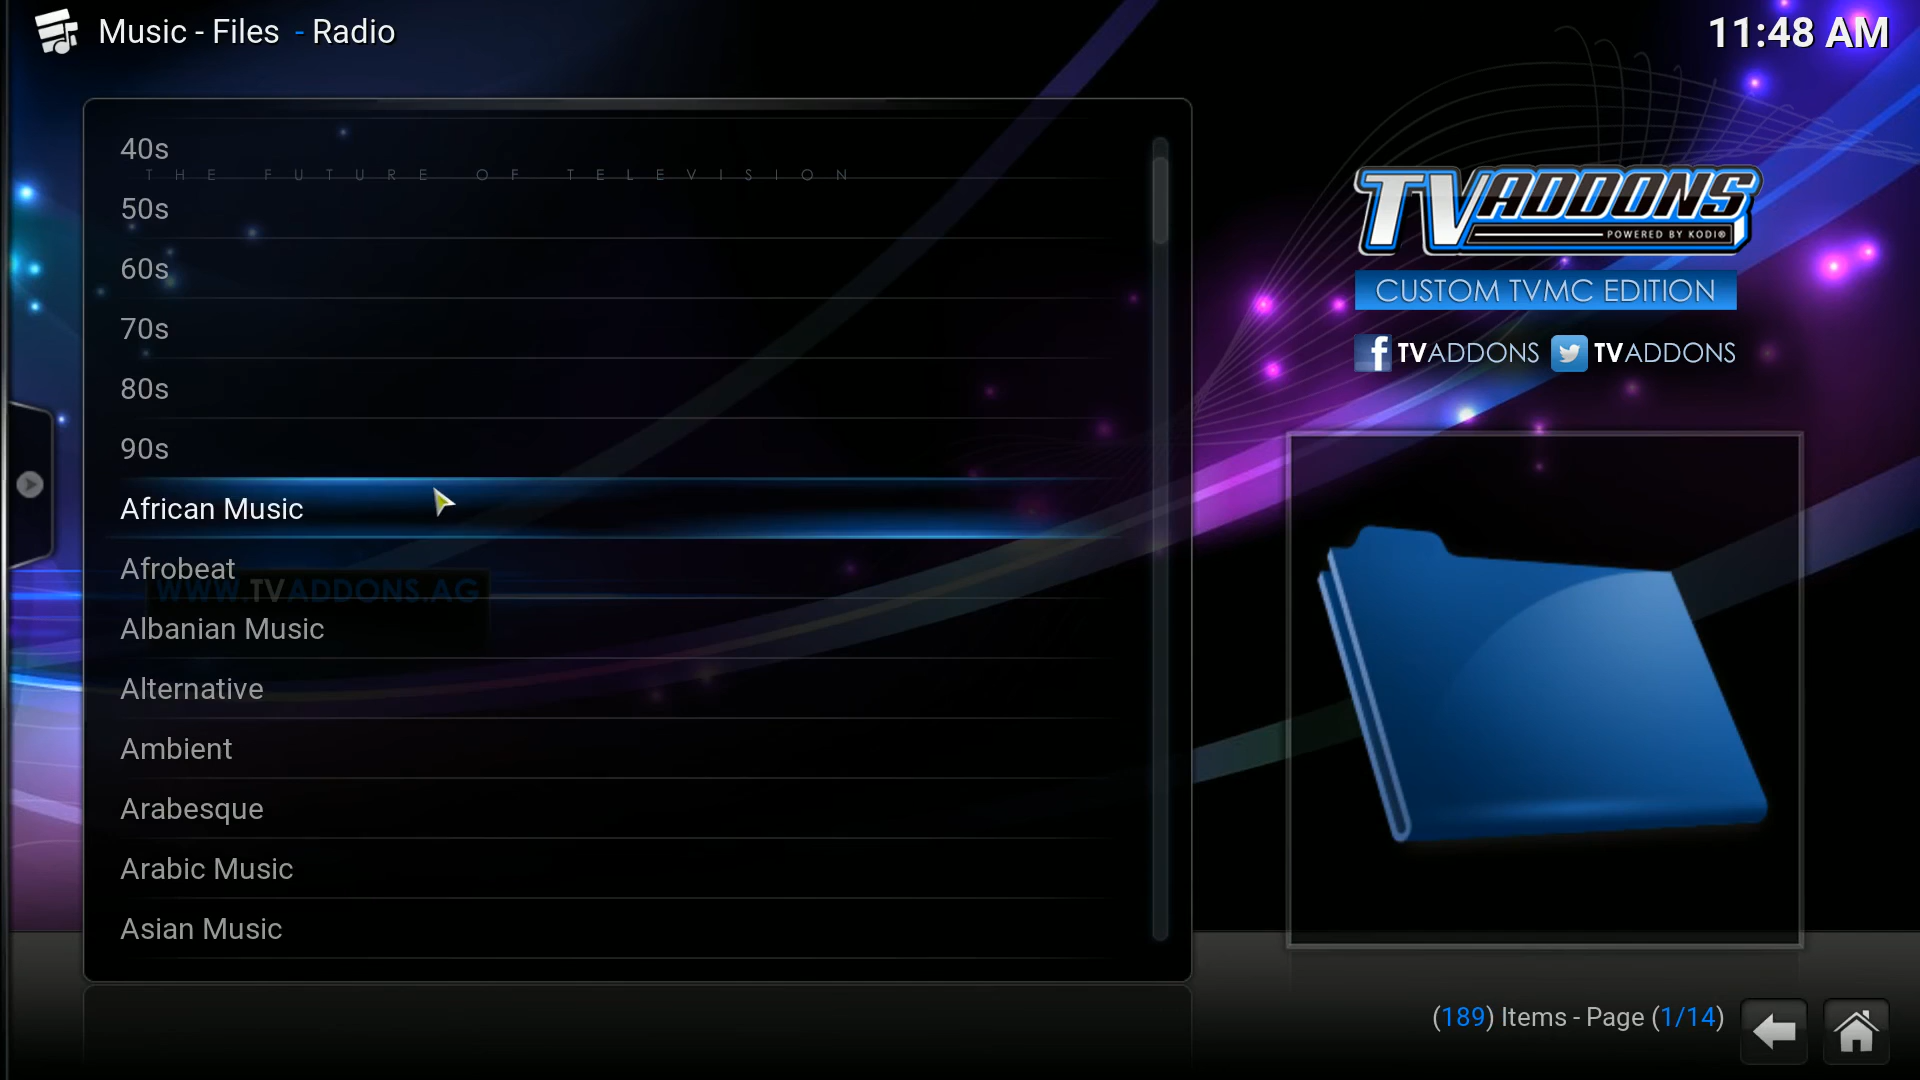 Music - Files - Radio
11:48 AM
40s
THE FUTURE OF TELEVISION
50s
60s
70s
80s
90s
African Music
Afrobeat
WWW.TVADDONS.AG
Albanian Music
Alternative
Ambient
Arabesque
Arabic Music
Asian Music
TVADDONS
POWERED BY KODI®
CUSTOM TVMC EDITION
f TVADDONS TVADDONS
(189) Items - Page (1/14)